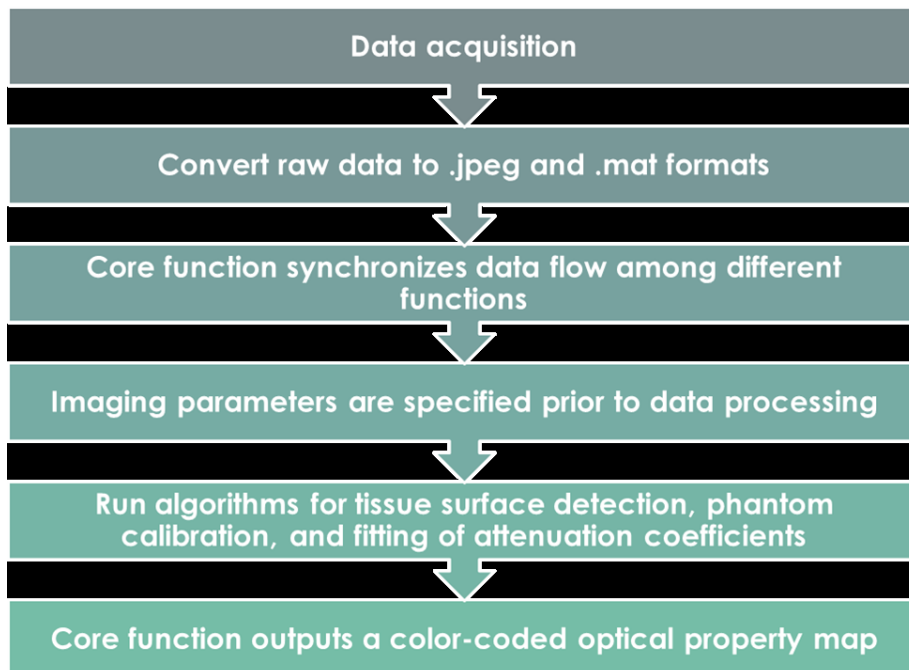 Data acquisition
Convert raw data to .jpeg and .mat formats
Core function synchronizes data flow among different
functions
Imaging parameters are specified prior to data processing
Run algorithms for tissue surface detection, phantom
calibration, and fitting of attenuation coefficients
Core function outputs a color-coded optical property map